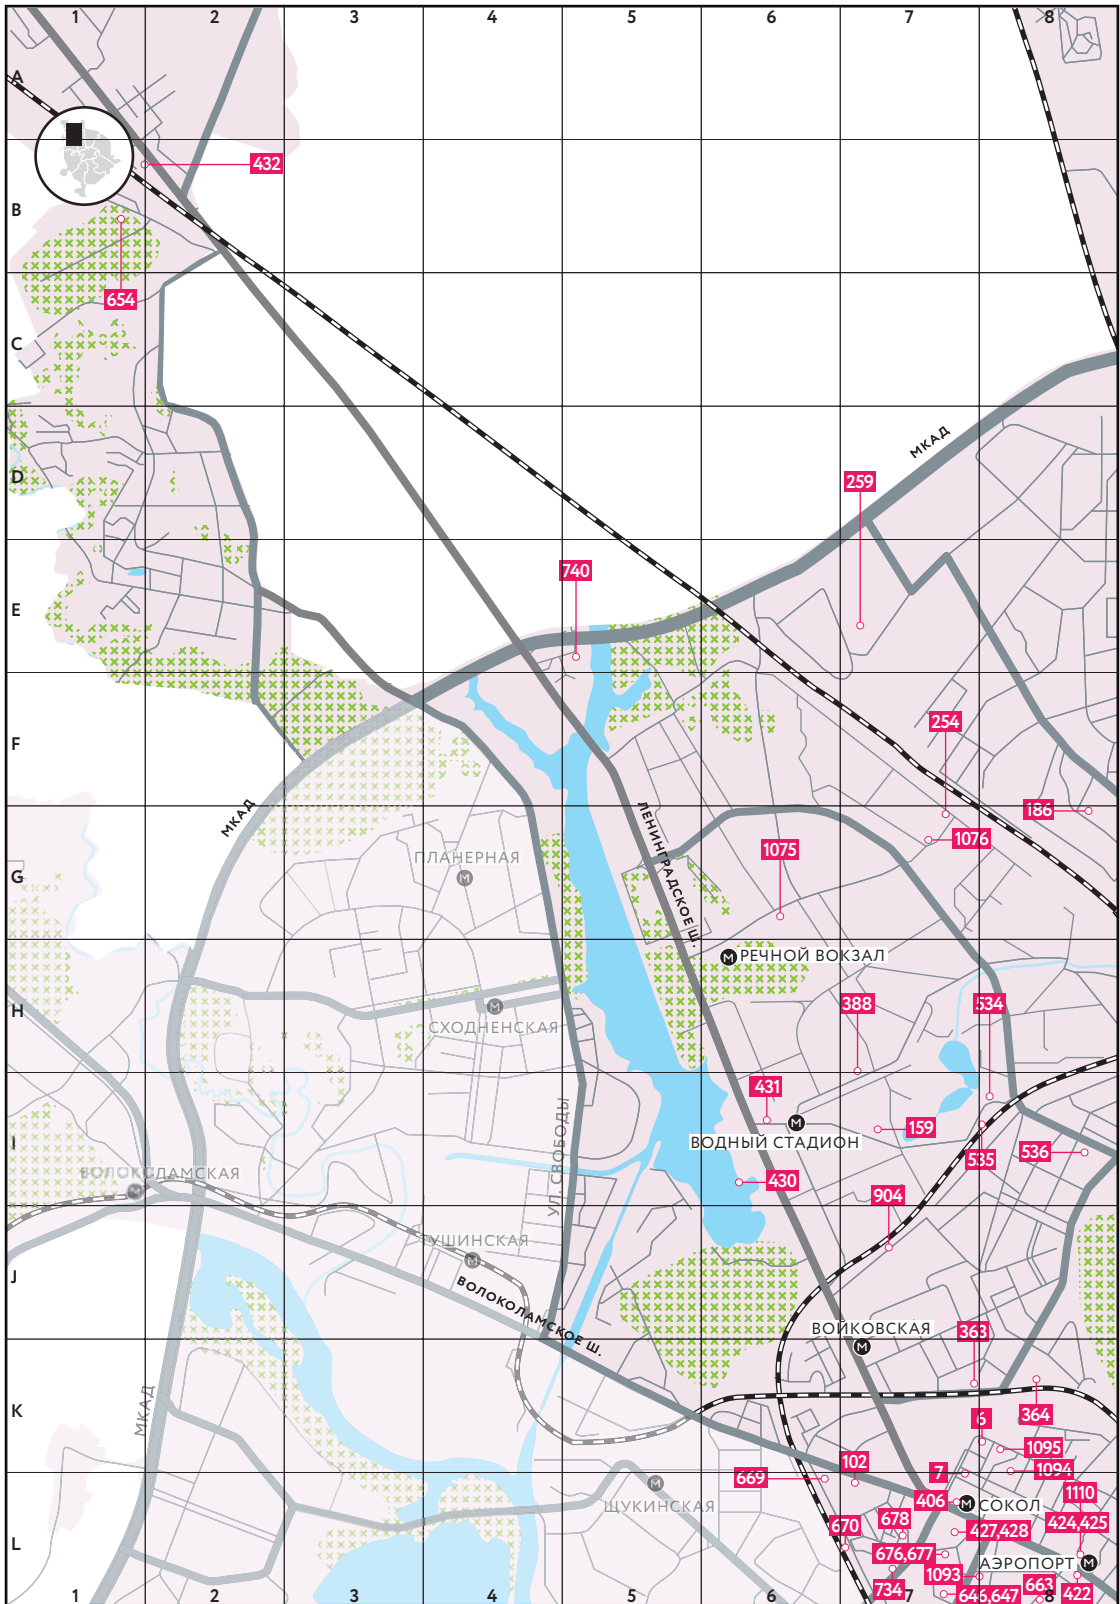 1 2 3 4 5 6 7 8
A
432
B
654
C
МКАД
D
259
740
E
254
F
186
МКАД
ЛЕНИНГРАДСКОЕ Ш.
1076
1075
ПЛАНЕРНАЯ
G
М РЕЧНОЙ ВОКЗАЛ
М
388 534
H
СХОДНЕНСКАЯ
431
М
УЛ. СВОБОДЫ
159
ВОДНЫЙ СТАДИОН
I
535 536
ВОЛОКОЛАМСКАЯ
М
430
904
ТУШИНСКАЯ
М
J
ВОЛОКОЛАМСКОЕ Ш.
ВОЙКОВСКАЯ
М
363
МКАД
K
364
6
1095
102
669
7
1094
М
1110
406 М СОКОЛ
ЩУКИНСКАЯ
670 678 427,428 424,425
L
676,677
АЭРОПОРТ М
1093
734 646,647 663 422
1 2 3 4 5 6 7 8